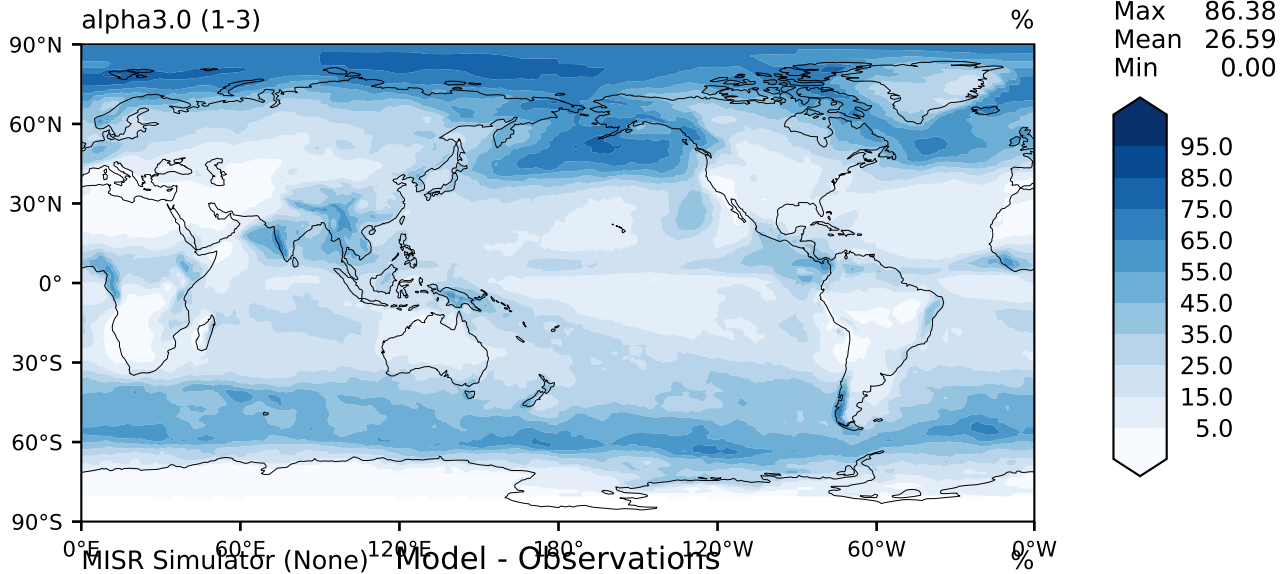 alpha3.0 (1-3) %
Max 86.38
Mean 26.59
Min 0.00
90°N
60°N
30°N
0°
30°S
60°S
90°S
95.0
85.0
75.0
65.0
55.0
45.0
35.0
25.0
15.0
5.0
0°E 60°E 120°E 180° 120°W 60°W 0°W
MISR Simulator (None) Model - Observations %